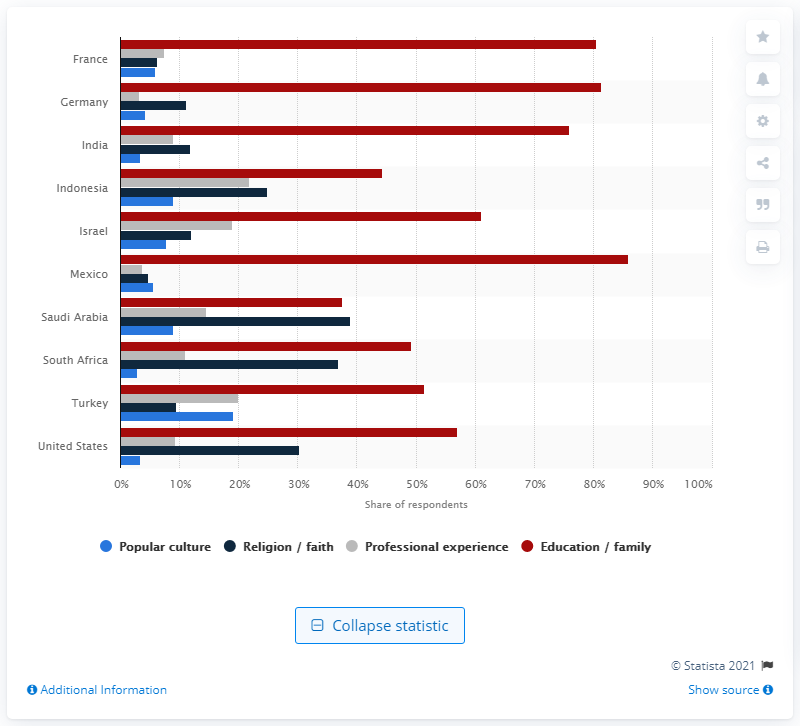 France
Germany
India
Indonesia
Israel
Mexico
Saudi Arabia
South Africa
Turkey
United States
0% 10% 20% 30% 40% 50% 60% 70% 80% 90% 100%
Share of respondents
Popular culture Religion / faith Professional experience Education / family
Collapse statistic
© Statista 2021
Additional Information Show source